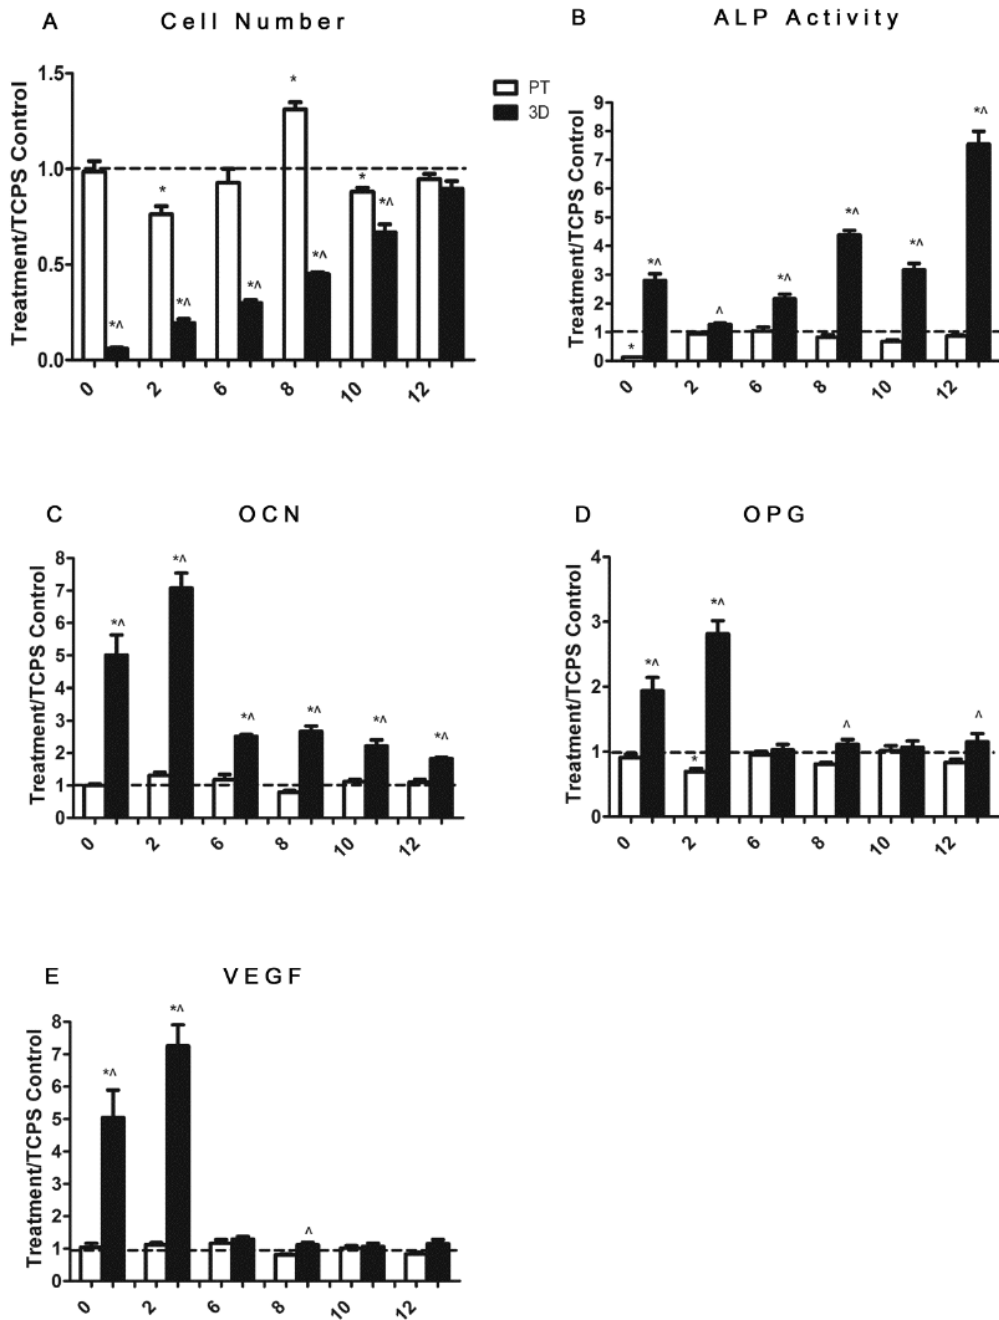 A Cell Number
Treatment/TCPS Control
1.5
1.0
0.5
0.0
* * * *
*^ *^ *^ *^ *^
0 2 6 8 10 12
PT
3D
B ALP Activity
Treatment/TCPS Control
9
8
7
6
5
4
3
2
1
0
* *^ ^ *^ *^ *^ *^
0 2 6 8 10 12
C OCN
Treatment/TCPS Control
8
7
6
5
4
3
2
1
0
*^ *^ *^ *^ *^ *^
0 2 6 8 10 12
D OPG
Treatment/TCPS Control
4
3
2
1
0
*^ * *^ ^ ^
0 2 6 8 10 12
E VEGF
Treatment/TCPS Control
8
7
6
5
4
3
2
1
0
*^ *^ ^
0 2 6 8 10 12